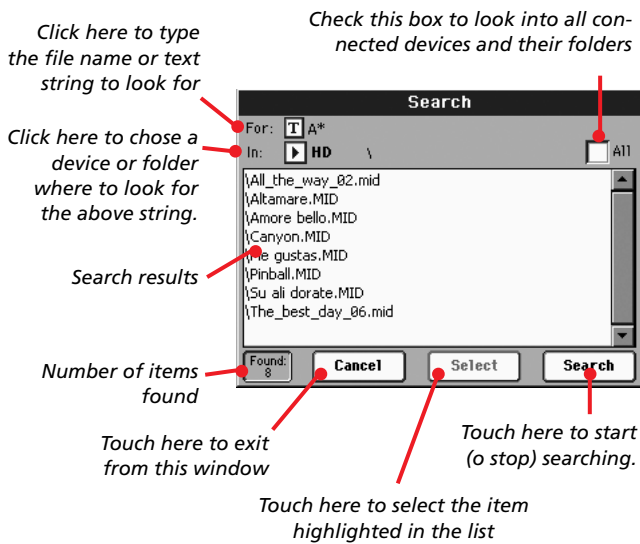 Click here to type
the file name or text
string to look for
Check this box to look into all con-
nected devices and their folders
Search
For: T A*
In: HD \
All
Click here to chose a
device or folder
where to look for
the above string.
\All_the_way_02.mid
\Altamare.MID
\Amore bello.MID
\Canyon.MID
gustas.MID
\Pinball.MID
\Su ali dorate.MID
\The_best_day_06.mid
Search results
Found:
8
Cancel
Select
Search
Number of items
found
Touch here to exit
from this window
Touch here to start
(o stop) searching.
Touch here to select the item
highlighted in the list